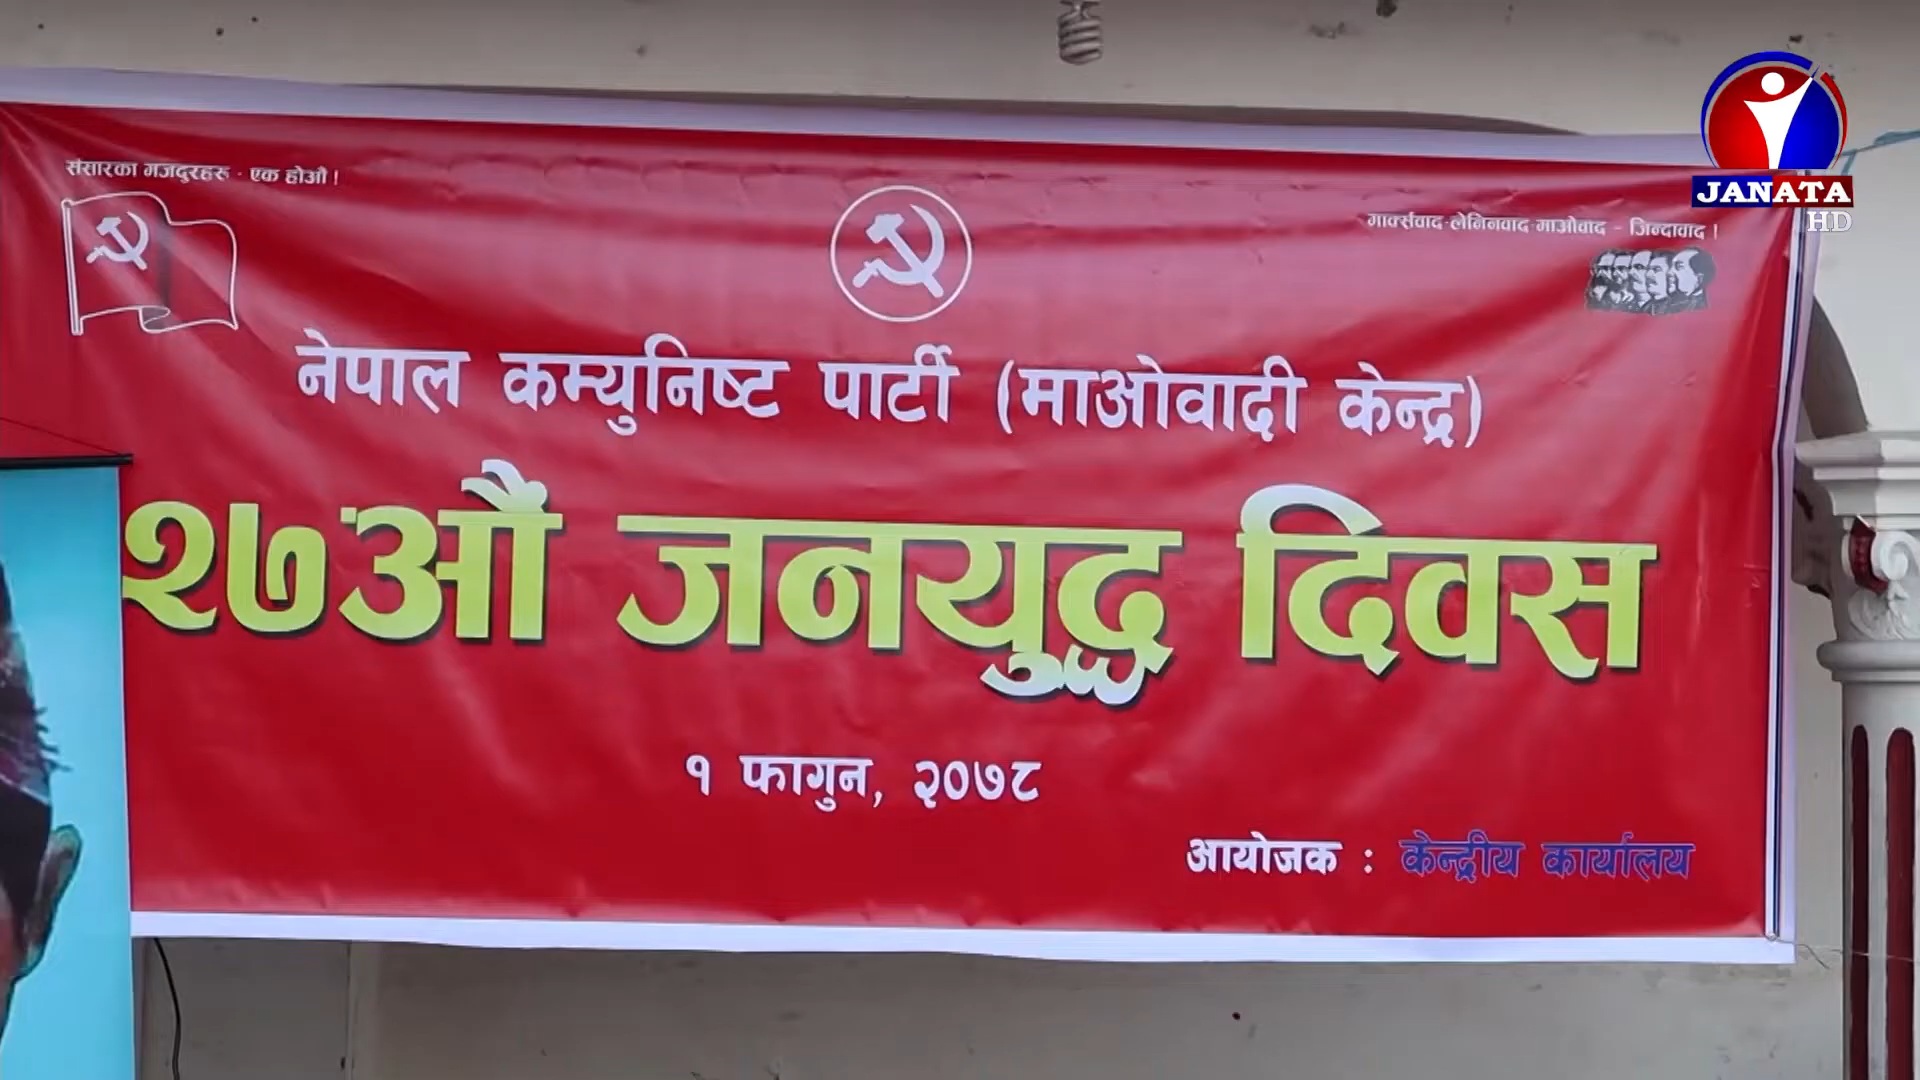 संसारका मजदुरहरू - एक होऔं !
JANATA
HD
मार्क्सवाद-लेनिनवाद-माओवाद - जिन्दावाद !
नेपाल कम्युनिष्ट पार्टी (माओवादी केन्द्र)
२७औं जनयुद्ध दिवस
१ फागुन, २०७८
आयोजक : केन्द्रीय कार्यालय